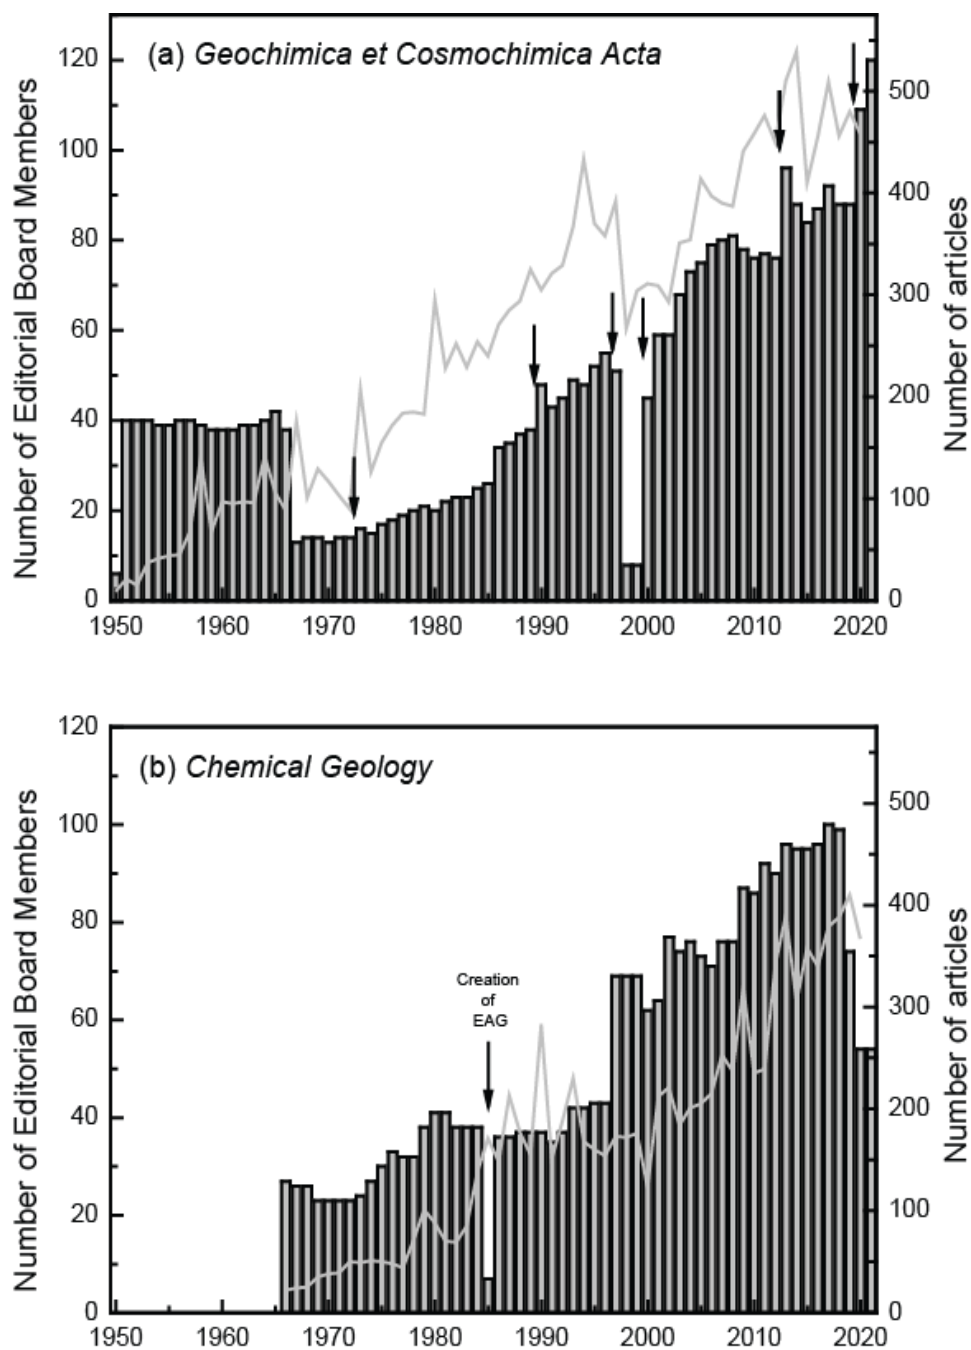 (a) Geochimica et Cosmochimica Acta
Number of Editorial Board Members
120
100
80
60
40
20
0
500
400
300
200
100
0
Number of articles
1950 1960 1970 1980 1990 2000 2010 2020
(b) Chemical Geology
Number of Editorial Board Members
120
100
80
60
40
20
0
Creation
of
EAG
500
400
300
200
100
0
Number of articles
1950 1960 1970 1980 1990 2000 2010 2020